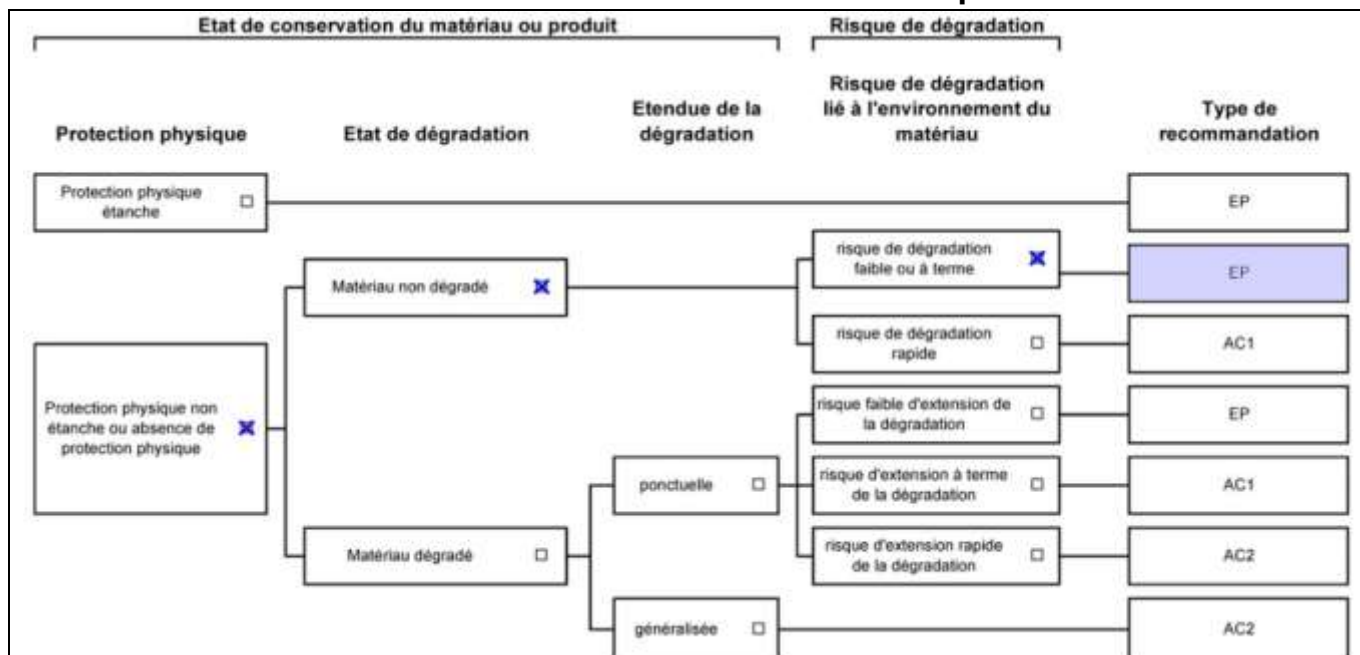 Etat de conservation du matériau ou produit
Risque de dégradation
Protection physique
Etat de dégradation
Etendue de la
dégradation
Risque de dégradation
lié à l'environnement du
matériau
Type de
recommandation
Protection physique
étanche
EP
risque de dégradation
faible ou à terme
EP
Matériau non dégradé
risque de dégradation
rapide
AC1
Protection physique non
étanche ou absence de
protection physique
risque faible d'extension de
la dégradation
EP
ponctuelle
risque d'extension à terme
de la dégradation
AC1
Matériau dégradé
risque d'extension rapide
de la dégradation
AC2
généralisée
AC2